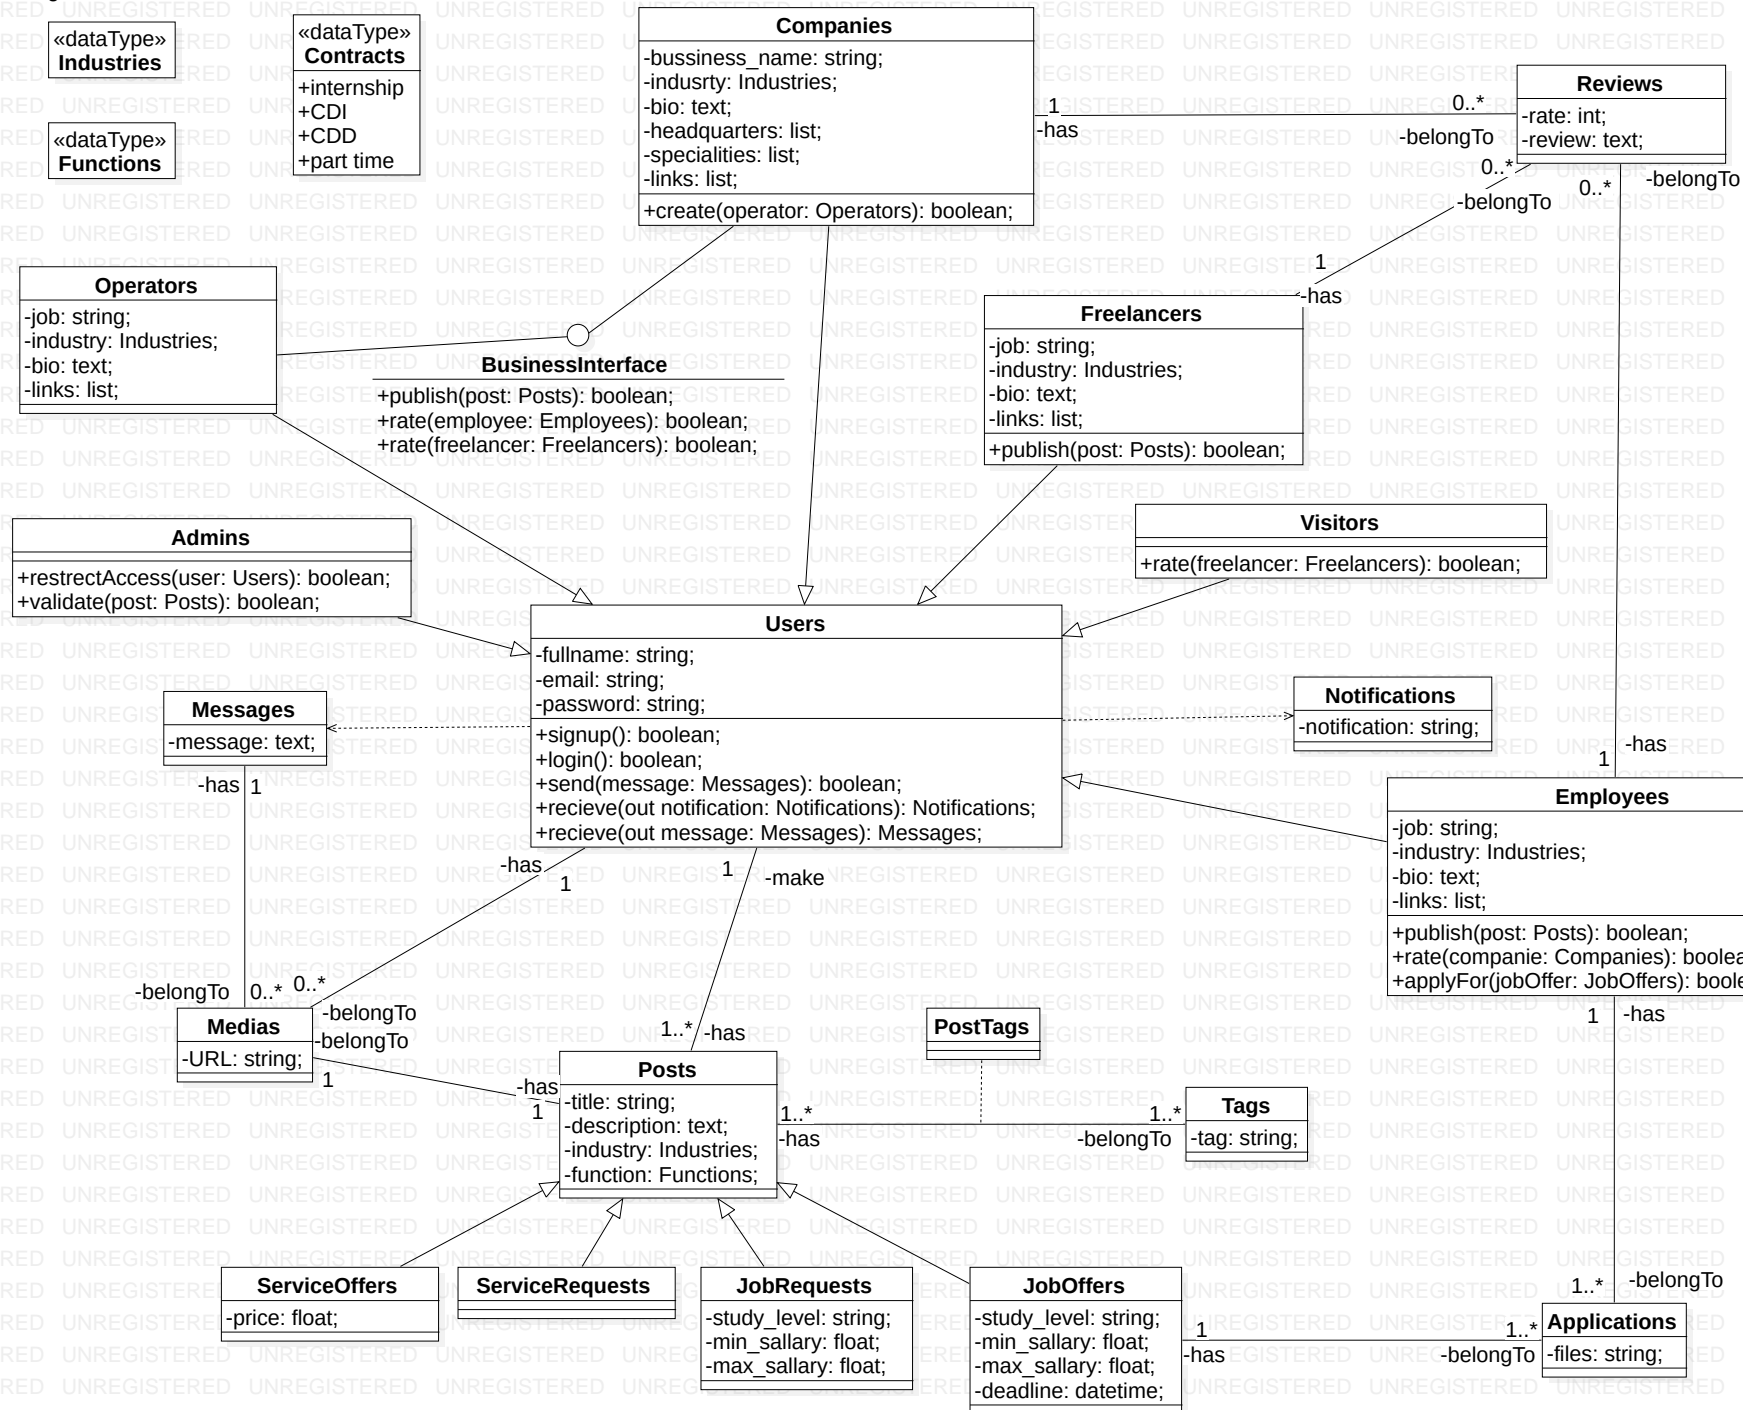 «dataType»
Industries
«dataType»
Functions
«dataType»
Contracts
+internship
+CDI
+CDD
+part time
Companies
-bussiness_name: string;
-indusrty: Industries;
-bio: text;
-headquarters: list;
-specialities: list;
-links: list;
+create(operator: Operators): boolean;
1
-has
0..*
-belongTo
Reviews
-rate: int;
-review: text;
0..*
-belongTo
0..*
-belongTo
1
-has
Operators
-job: string;
-industry: Industries;
-bio: text;
-links: list;
BusinessInterface
+publish(post: Posts): boolean;
+rate(employee: Employees): boolean;
+rate(freelancer: Freelancers): boolean;
Freelancers
-job: string;
-industry: Industries;
-bio: text;
-links: list;
+publish(post: Posts): boolean;
Admins
+restrectAccess(user: Users): boolean;
+validate(post: Posts): boolean;
Visitors
+rate(freelancer: Freelancers): boolean;
Users
-fullname: string;
-email: string;
-password: string;
+signup(): boolean;
+login(): boolean;
+send(message: Messages): boolean;
+recieve(out notification: Notifications): Notifications;
+recieve(out message: Messages): Messages;
Messages
-message: text;
-has
1
Notifications
-notification: string;
-has
1
Employees
-job: string;
-industry: Industries;
-bio: text;
-links: list;
+publish(post: Posts): boolean;
+rate(companie: Companies): boolea
+applyFor(jobOffer: JobOffers): boole
-has
1
1
-make
-belongTo
0..*
0..*
-belongTo
-belongTo
1
Medias
-URL: string;
1..*
-has
-has
1
Posts
-title: string;
-description: text;
-industry: Industries;
-function: Functions;
PostTags
1..*
-has
1..*
-belongTo
Tags
-tag: string;
1
-has
ServiceOffers
-price: float;
ServiceRequests
JobRequests
-study_level: string;
-min_sallary: float;
-max_sallary: float;
JobOffers
-study_level: string;
-min_sallary: float;
-max_sallary: float;
-deadline: datetime;
1
-has
1..*
-belongTo
1..*
-belongTo
Applications
-files: string;
UNREGISTERED